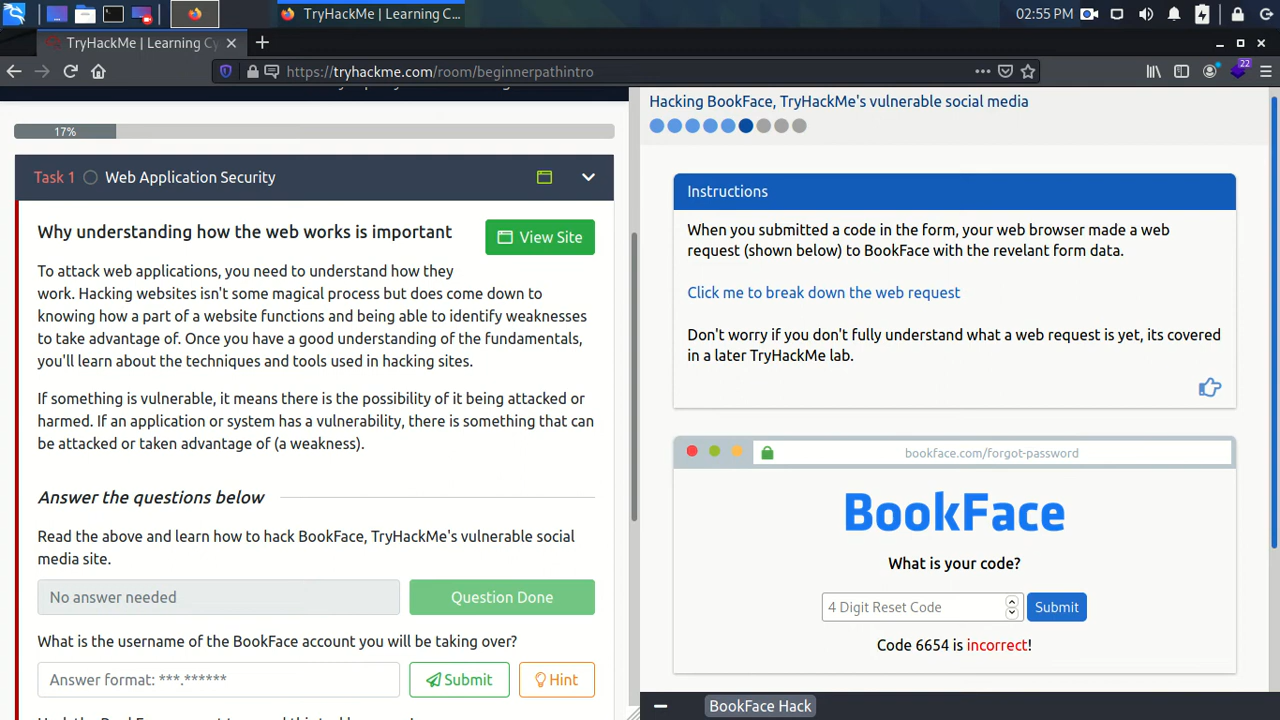 TryHackMe | Learning C...
02:55 PM
TryHackMe | Learning Cy
https://tryhackme.com/room/beginnerpathintro
22
17%
Task 1 Web Application Security
Why understanding how the web works is important
View Site
To attack web applications, you need to understand how they
work. Hacking websites isn't some magical process but does come down to
knowing how a part of a website functions and being able to identify weaknesses
to take advantage of. Once you have a good understanding of the fundamentals,
you'll learn about the techniques and tools used in hacking sites.
If something is vulnerable, it means there is the possibility of it being attacked or
harmed. If an application or system has a vulnerability, there is something that can
be attacked or taken advantage of (a weakness).
Answer the questions below
Read the above and learn how to hack BookFace, TryHackMe's vulnerable social
media site.
No answer needed
Question Done
What is the username of the BookFace account you will be taking over?
Answer format: ***.******
Submit
Hint
Hacking BookFace, TryHackMe's vulnerable social media
Instructions
When you submitted a code in the form, your web browser made a web
request (shown below) to BookFace with the revelant form data.
Click me to break down the web request
Don't worry if you don't fully understand what a web request is yet, its covered
in a later TryHackMe lab.
bookface.com/forgot-password
BookFace
What is your code?
4 Digit Reset Code
Submit
Code 6654 is incorrect!
BookFace Hack